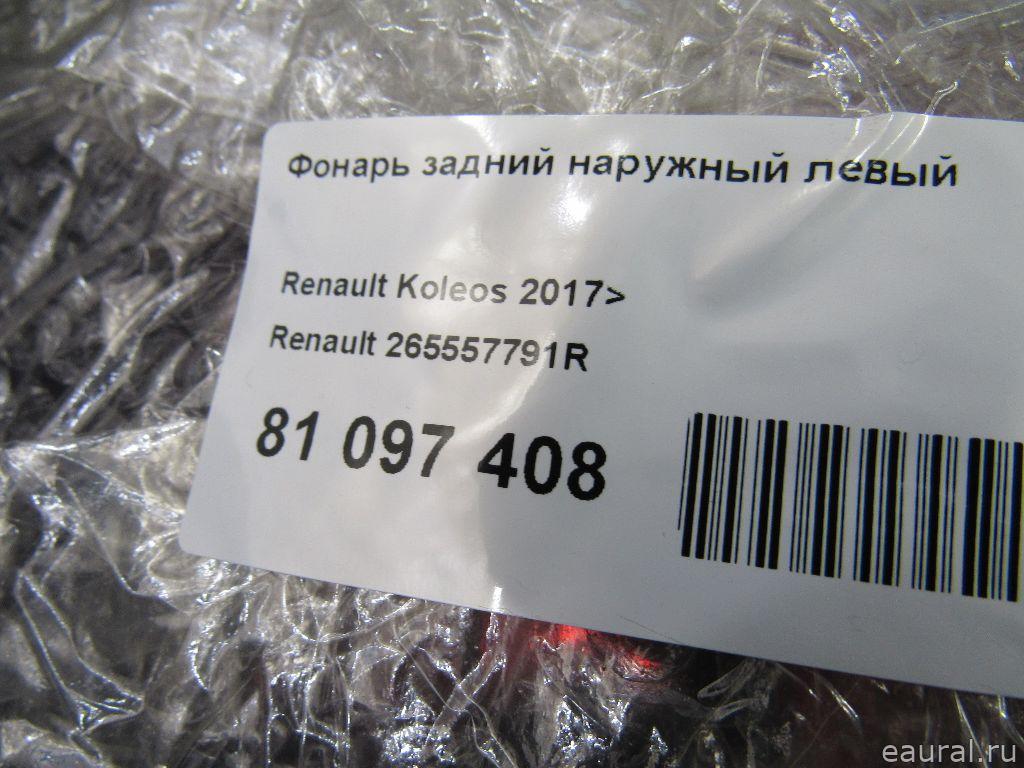 Фонарь задний наружный левый
Renault Koleos 2017>
Renault 265557791R
81 097 408
eaural.ru